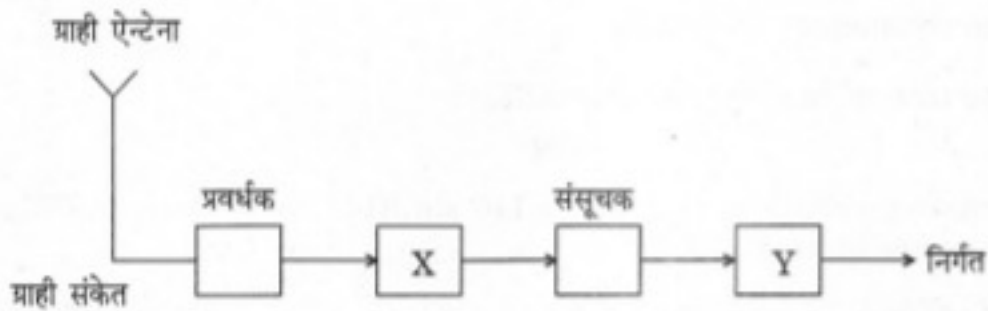 ग्राही ऐन्टेना
प्रवर्धक
संसूचक
X
Y
निर्गत
ग्राही संकेत